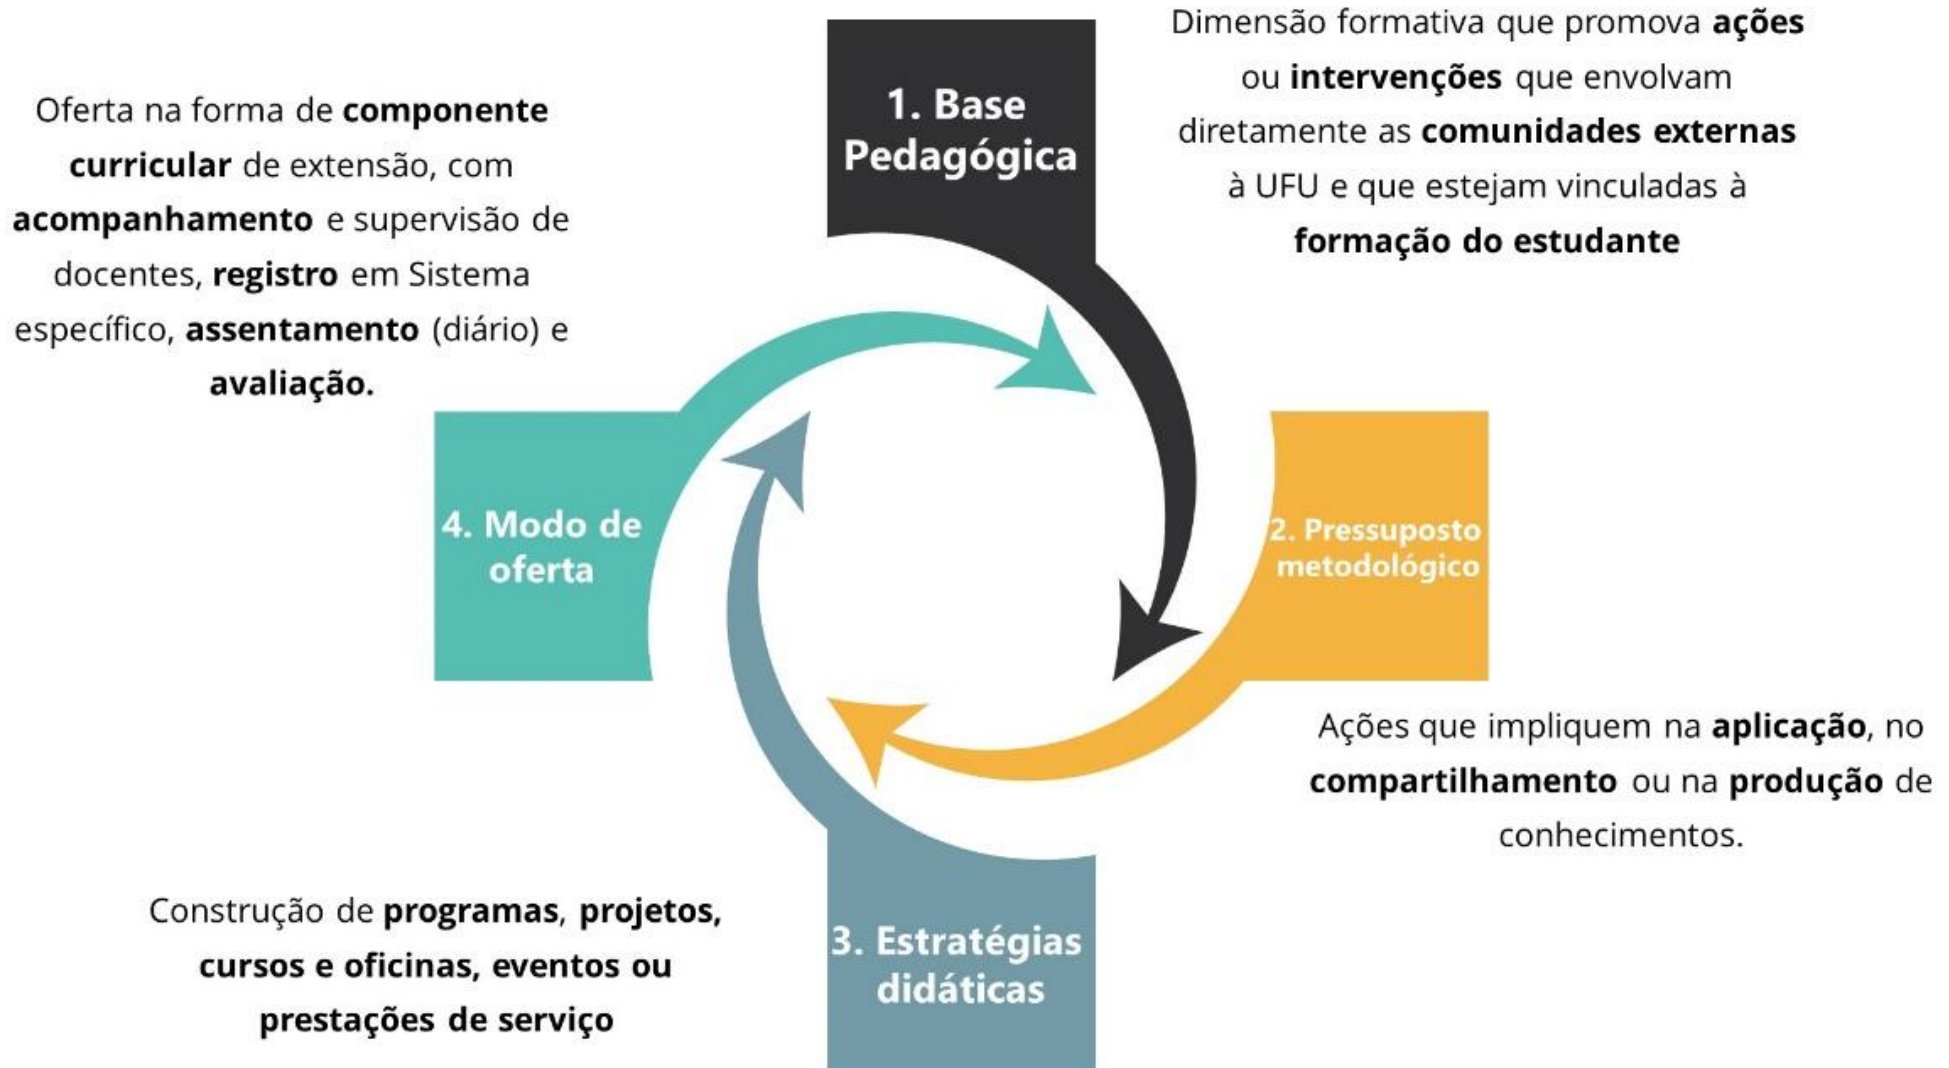 1. Base
Pedagógica
Dimensão formativa que promova ações
ou intervenções que envolvam
diretamente as comunidades externas
à UFU e que estejam vinculadas à
formação do estudante
2. Pressuposto
metodológico
Ações que impliquem na aplicação, no
compartilhamento ou na produção de
conhecimentos.
3. Estratégias
didáticas
Construção de programas, projetos,
cursos e oficinas, eventos ou
prestações de serviço
4. Modo de
oferta
Oferta na forma de componente
curricular de extensão, com
acompanhamento e supervisão de
docentes, registro em Sistema
específico, assentamento (diário) e
avaliação.